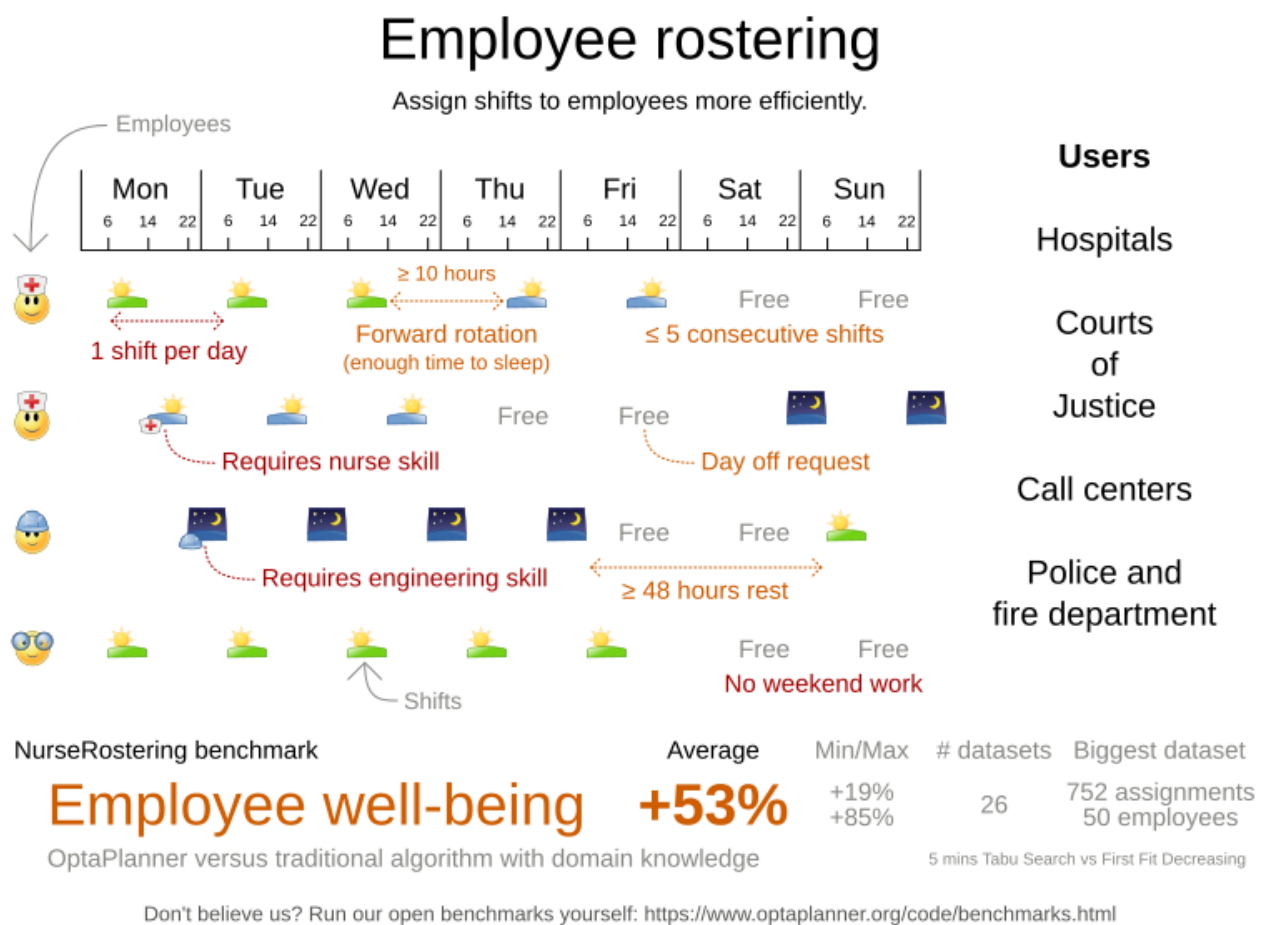 Employee rostering
Assign shifts to employees more efficiently.
Employees
Users
Mon Tue Wed Thu Fri Sat Sun
6 14 22 6 14 22 6 14 22 6 14 22 6 14 22 6 14 22 6 14 22
Hospitals
≥ 10 hours
Free Free
Forward rotation
(enough time to sleep)
≤ 5 consecutive shifts
1 shift per day
Courts
of
Justice
Free Free
Requires nurse skill
Day off request
Call centers
Free Free
Requires engineering skill
≥ 48 hours rest
Police and
fire department
Free Free
No weekend work
Shifts
NurseRostering benchmark
Average Min/Max # datasets Biggest dataset
Employee well-being +53%
+19%
+85%
26
752 assignments
50 employees
OptaPlanner versus traditional algorithm with domain knowledge
5 mins Tabu Search vs First Fit Decreasing
Don't believe us? Run our open benchmarks yourself: https://www.optaplanner.org/code/benchmarks.html